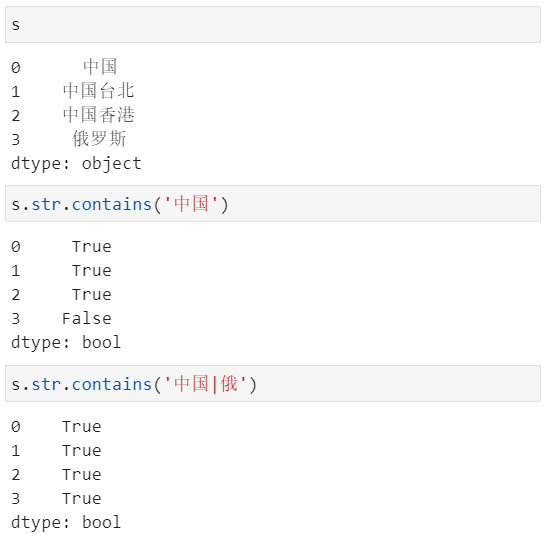 s
0 中国
1 中国台北
2 中国香港
3 俄罗斯
dtype: object
s.str.contains('中国')
0 True
1 True
2 True
3 False
dtype: bool
s.str.contains('中国|俄')
0 True
1 True
2 True
3 True
dtype: bool